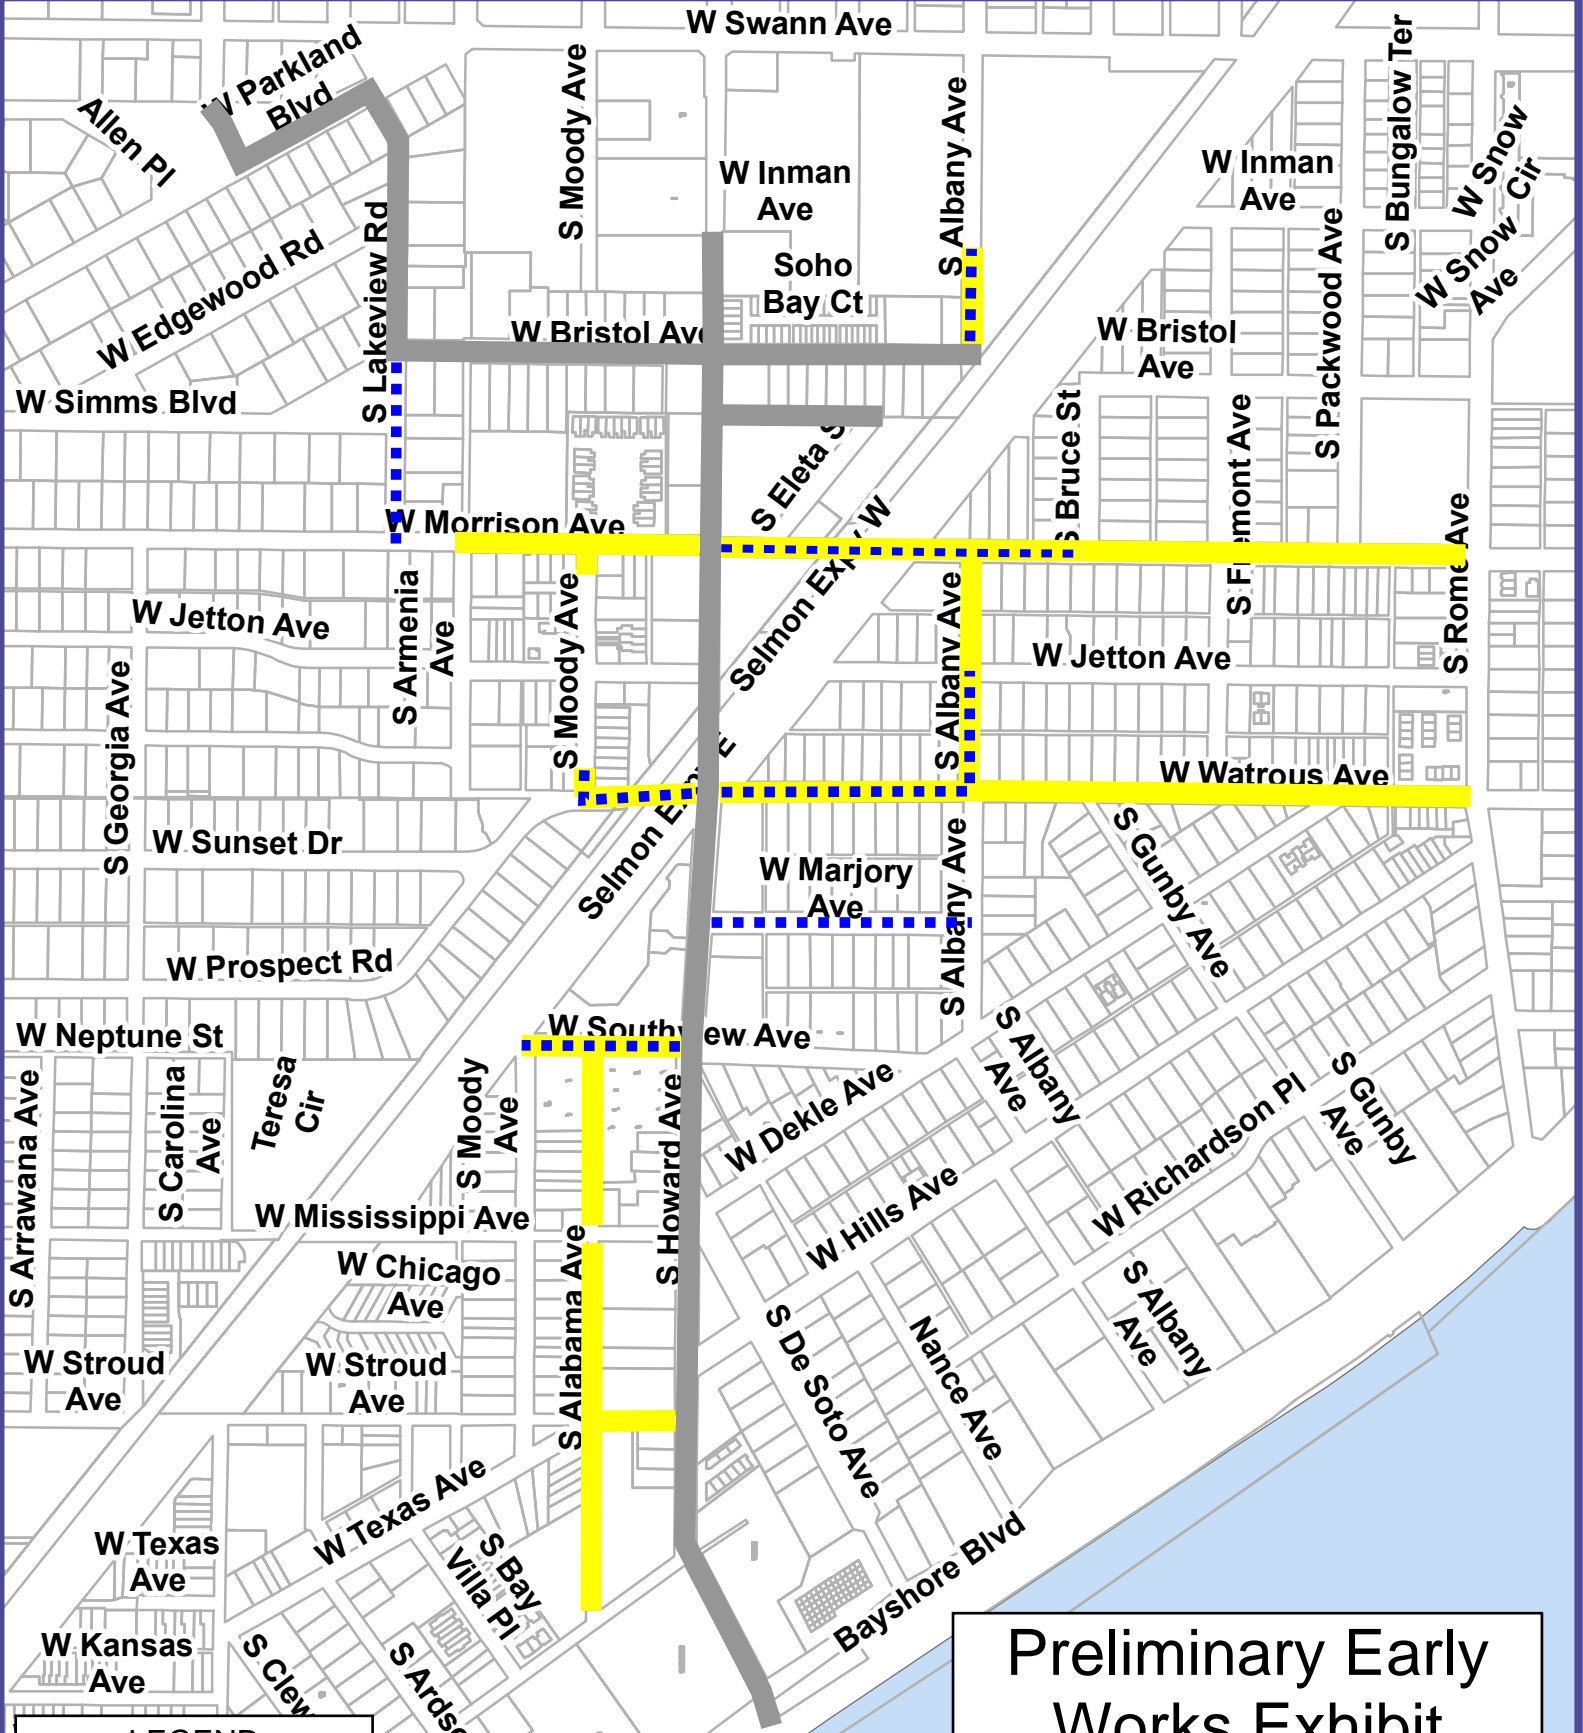 W Swann Ave
W Parkland
Blvd
Allen Pl
S Moody Ave
S Albany Ave
S Bungalow Ter
W Snow
Cir
W Inman
Ave
W Inman
Ave
S Packwood Ave
W Snow
Ave
S Lakeview Rd
W Edgewood Rd
Soho
Bay Ct
W Bristol Ave
W Bristol
Ave
W Simms Blvd
S Eleta
S Bruce St
S Fremont Ave
W Morrison Ave
Selmon Expy W
S Rome Ave
W Jetton Ave
S Armenia
Ave
S Moody Ave
S Albany Ave
W Jetton Ave
S Georgia Ave
W Watrous Ave
W Sunset Dr
Selmon Expy E
W Marjory
Ave
S Albany Ave
S Gunby Ave
W Prospect Rd
W Neptune St
W Southview Ave
S Albany
Ave
S Arrawana Ave
S Carolina
Ave
Teresa
Cir
S Moody
Ave
S Howard Ave
W Dekle Ave
S Gunby
Ave
W Richardson Pl
W Mississippi Ave
W Hills Ave
W Chicago
Ave
S Alabama Ave
S Albany
Ave
W Stroud
Ave
W Stroud
Ave
S De Soto Ave
Nance Ave
W Texas Ave
W Texas
Ave
S Bay
Villa Pl
Bayshore Blvd
W Kansas
Ave
S Clew
S Ardso
Preliminary Early
Works Exhibit
LEGEND